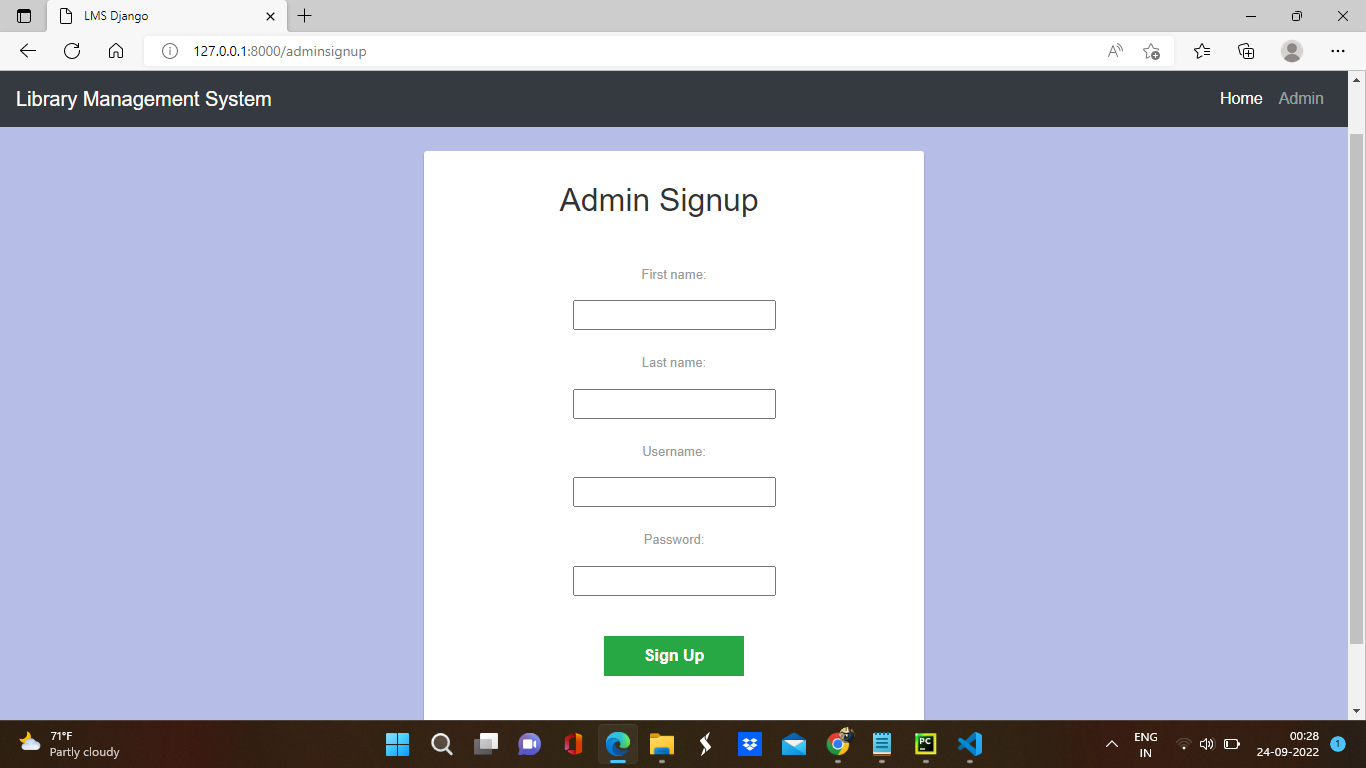 LMS Django
127.0.0.1:8000/adminsignup
Library Management System
Home Admin
Admin Signup
First name:
Last name:
Username:
Password:
Sign Up
71°F
Partly cloudy
PC
ENG
IN
00:28
24-09-2022
1